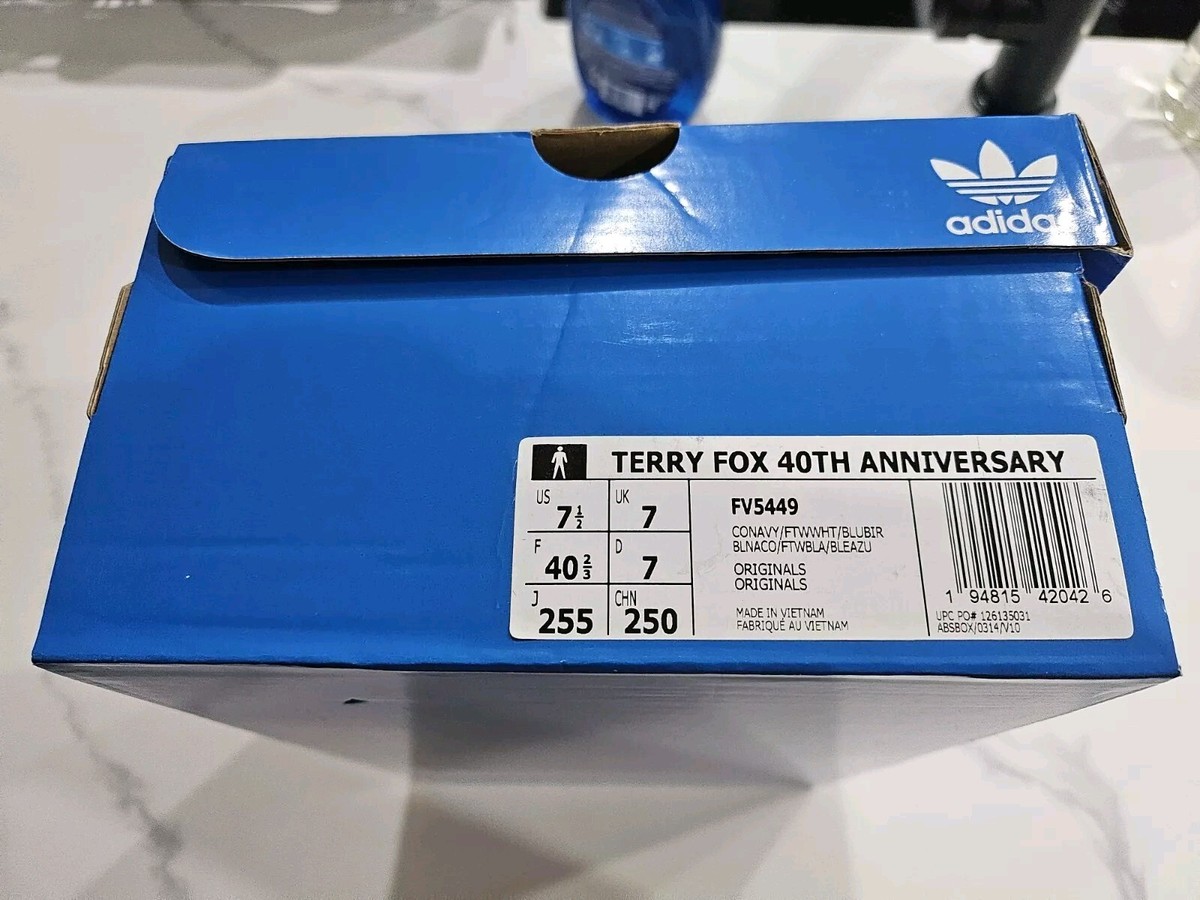 adidas
TERRY FOX 40TH ANNIVERSARY
US 7½ UK 7
F 40⅔ D 7
J 255 CHN 250
FV5449
CONAVY/FTWWHT/BLUBIR
BLNACO/FTWBLA/BLEAZU
ORIGINALS
ORIGINALS
MADE IN VIETNAM
FABRIQUÉ AU VIETNAM
1 94815 42042 6
UPC PO# 126135031
ABSBOX/0314/V10